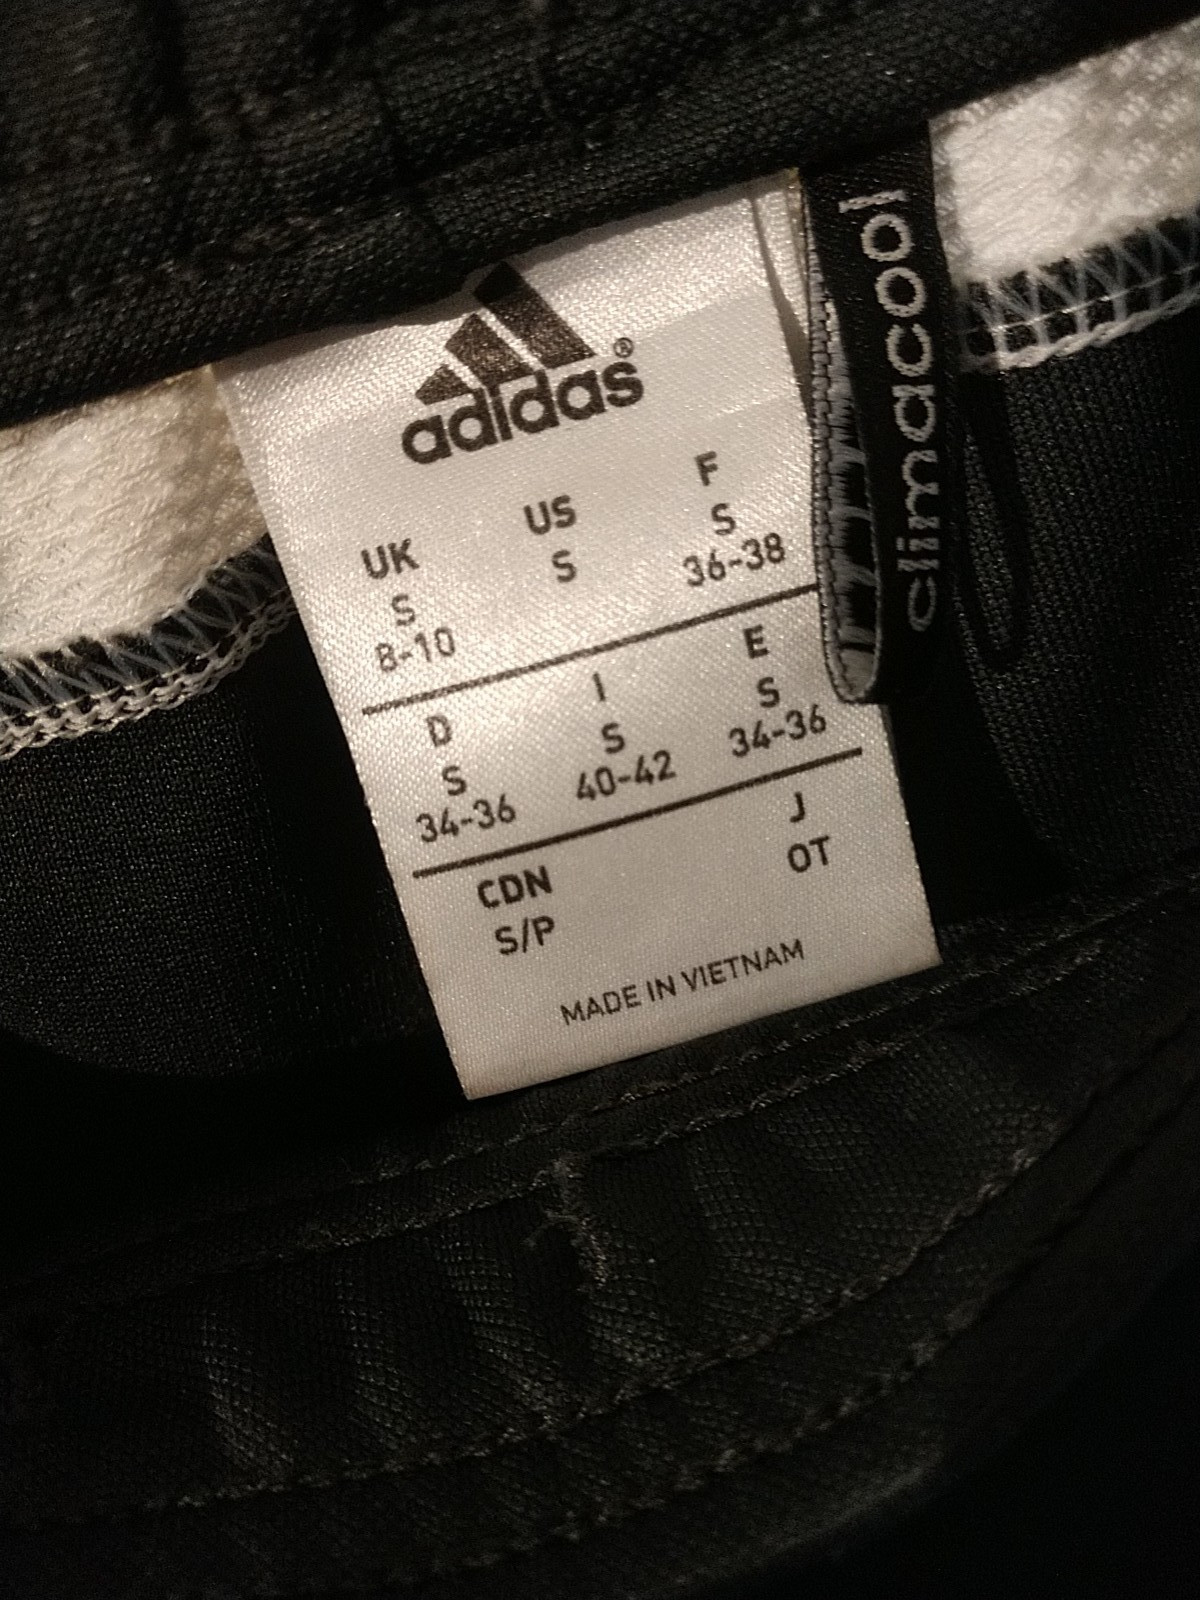 adidas®
UK US F
S S S
8-10 36-38
D I E
S S S
34-36 40-42 34-36
CDN J
S/P OT
MADE IN VIETNAM
climacool